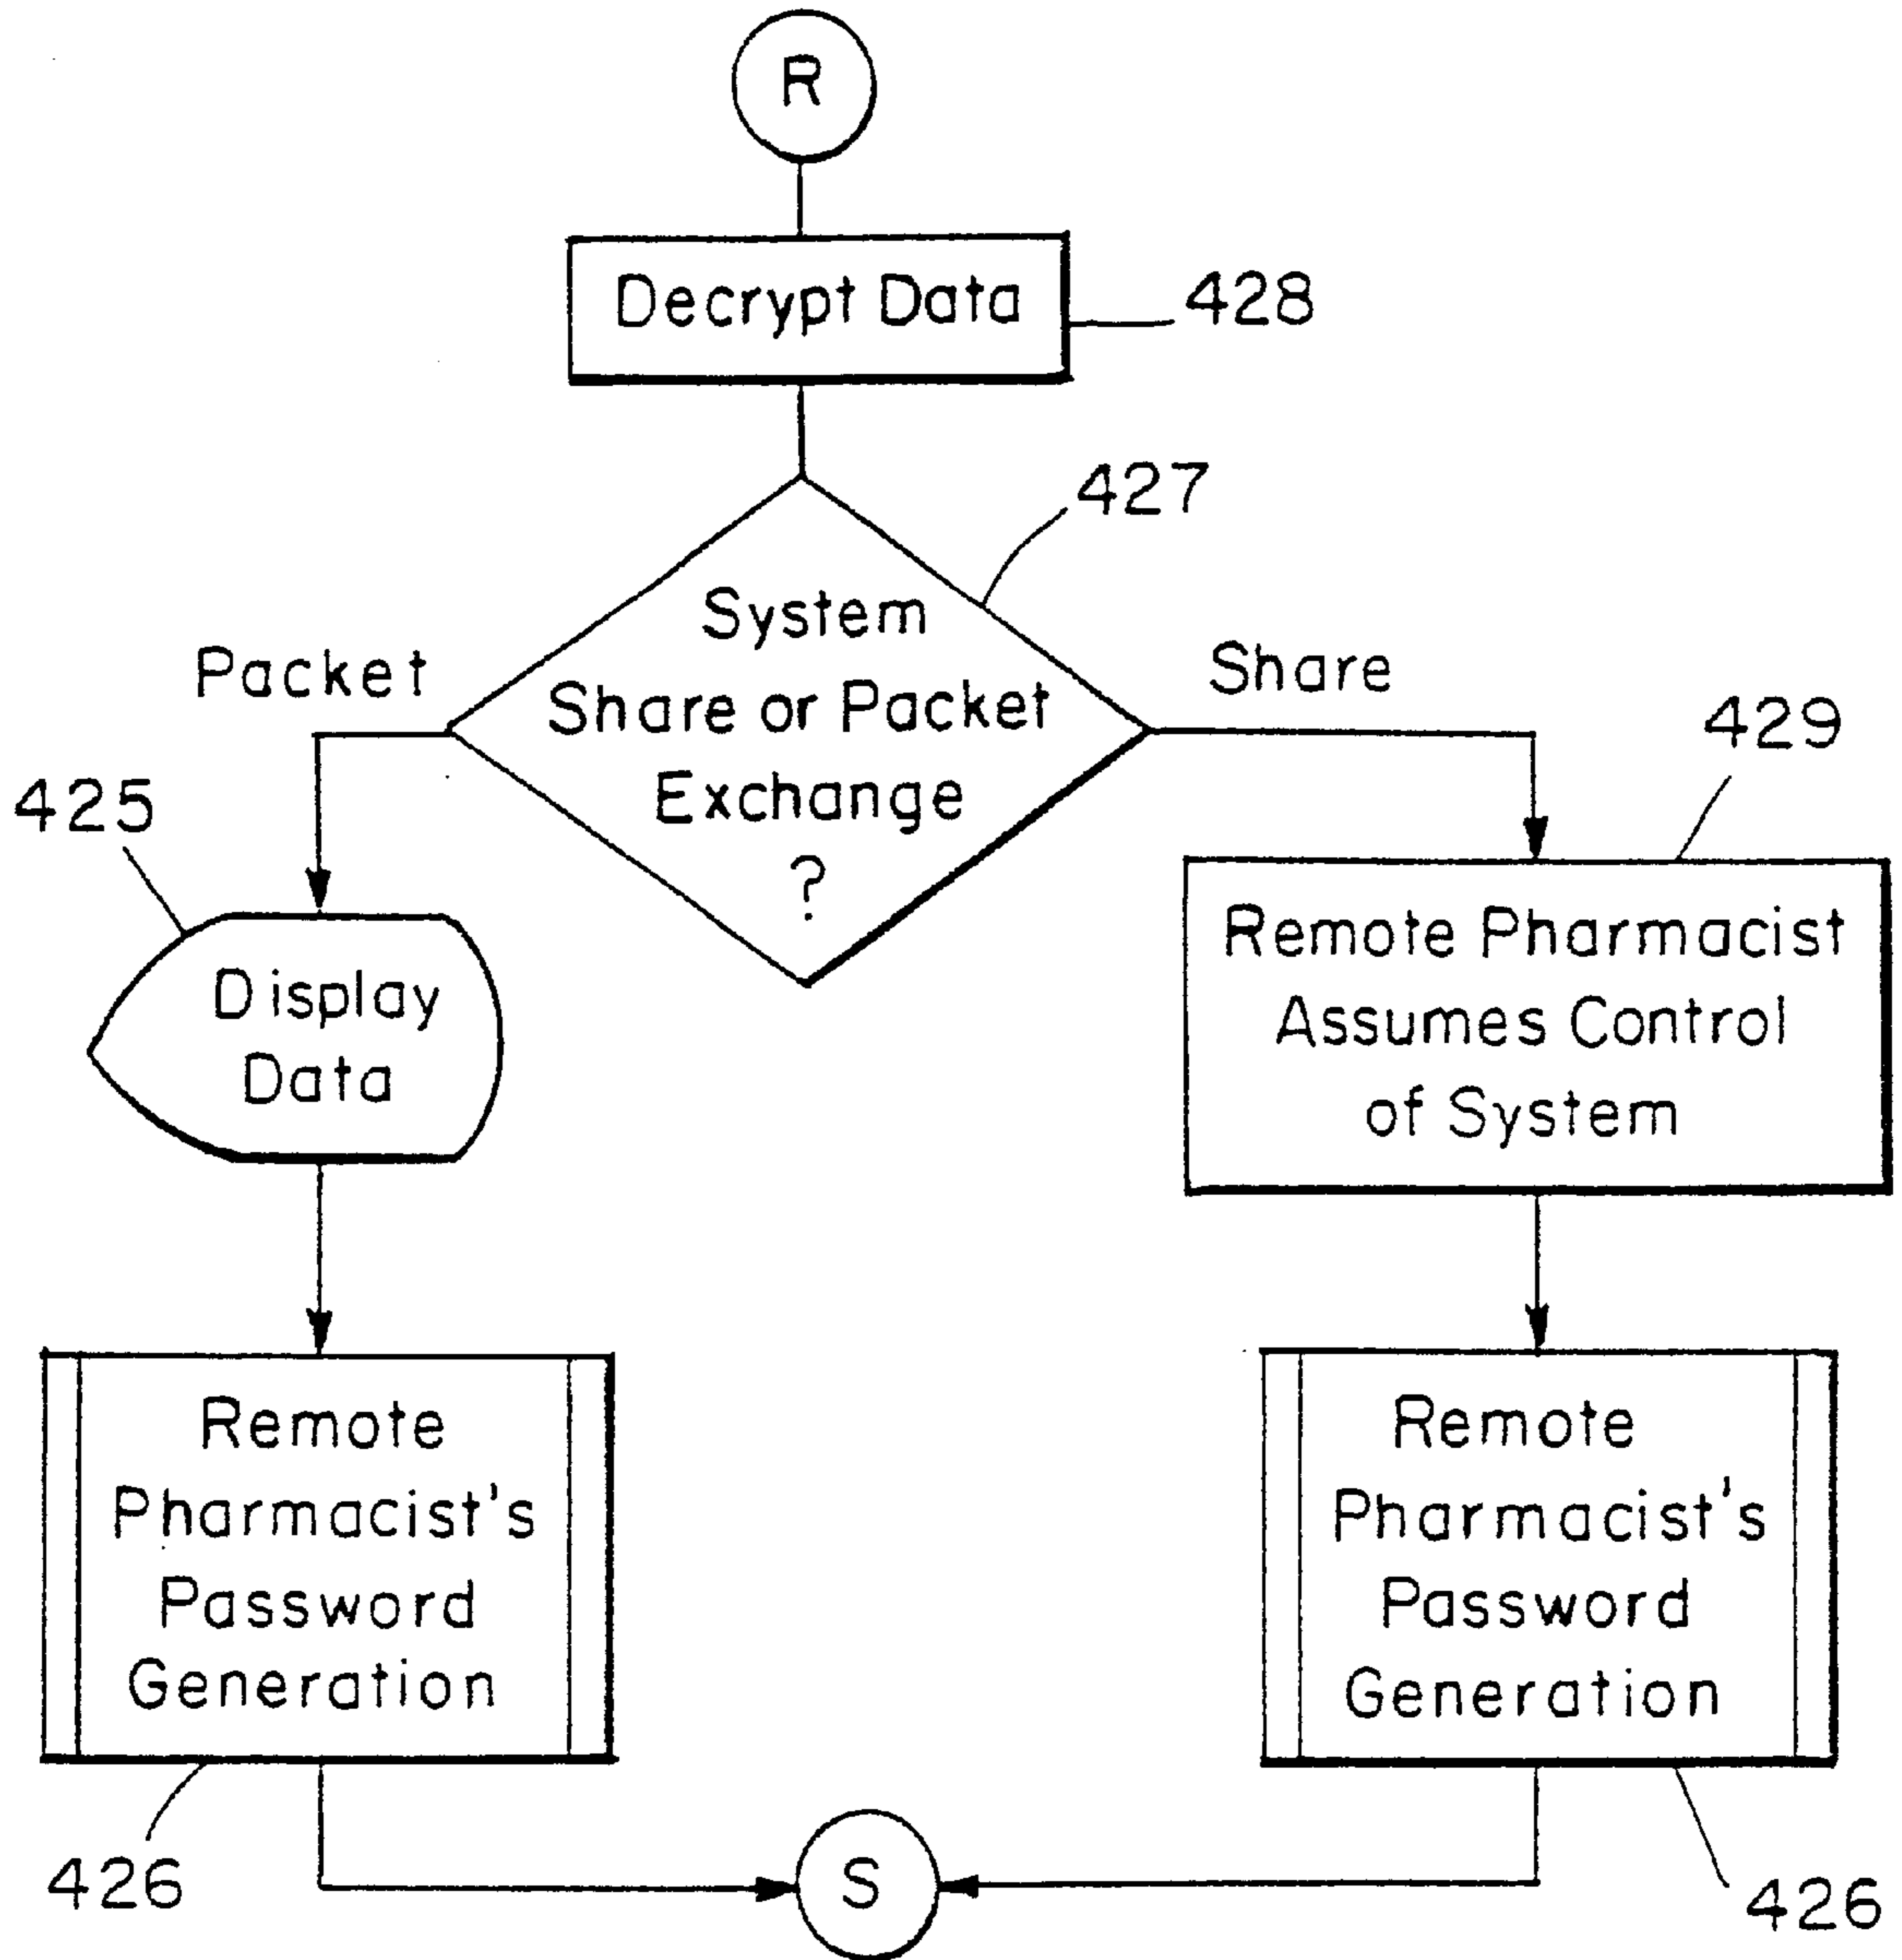 R
Decrypt Data
428
427
System
Share or Packet
Exchange
?
Packet
Share
425
429
Display
Data
Remote Pharmacist
Assumes Control
of System
Remote
Pharmacist's
Password
Generation
Remote
Pharmacist's
Password
Generation
426
S
426